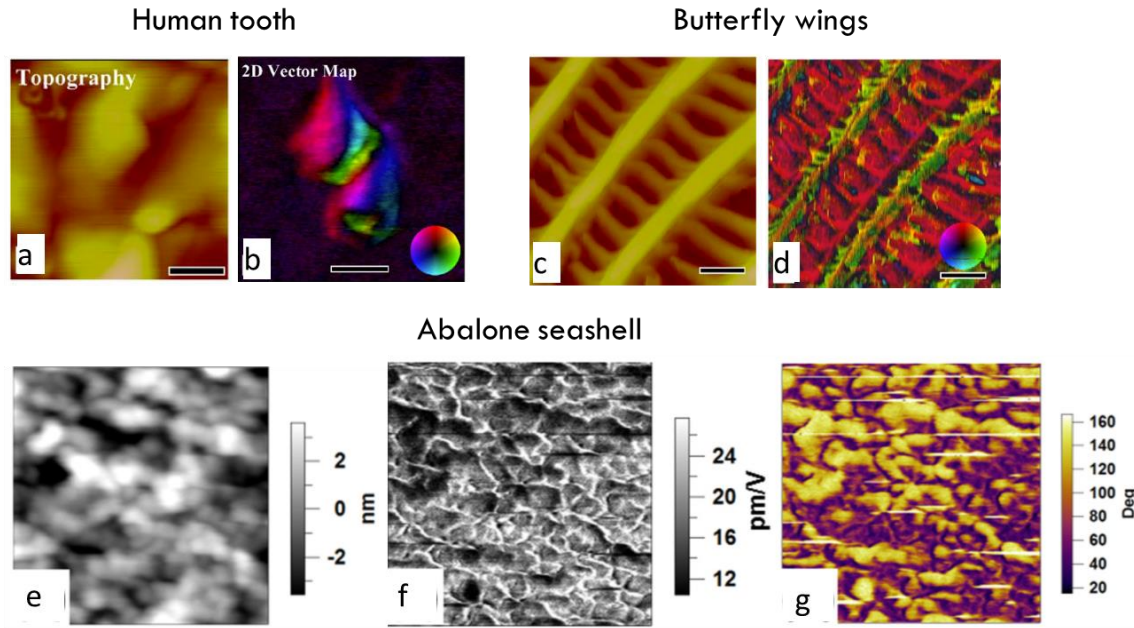 Human tooth
Butterfly wings
Topography
2D Vector Map
a
b
c
d
Abalone seashell
2
0
-2
nm
24
20
16
12
pm/V
160
140
120
100
80
60
40
20
Deg
e
f
g